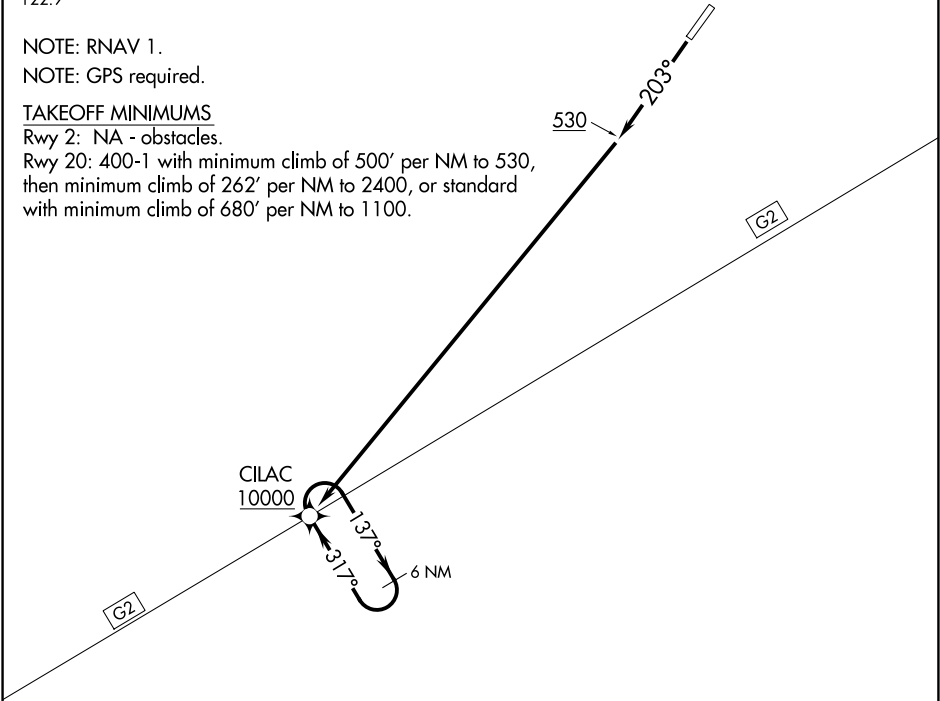 122.9
NOTE: RNAV 1.
NOTE: GPS required.
TAKEOFF MINIMUMS
Rwy 2: NA - obstacles.
Rwy 20: 400-1 with minimum climb of 500' per NM to 530,
then minimum climb of 262' per NM to 2400, or standard
with minimum climb of 680' per NM to 1100.
203°
530
G2
CILAC
10000
137°
317°
6 NM
G2